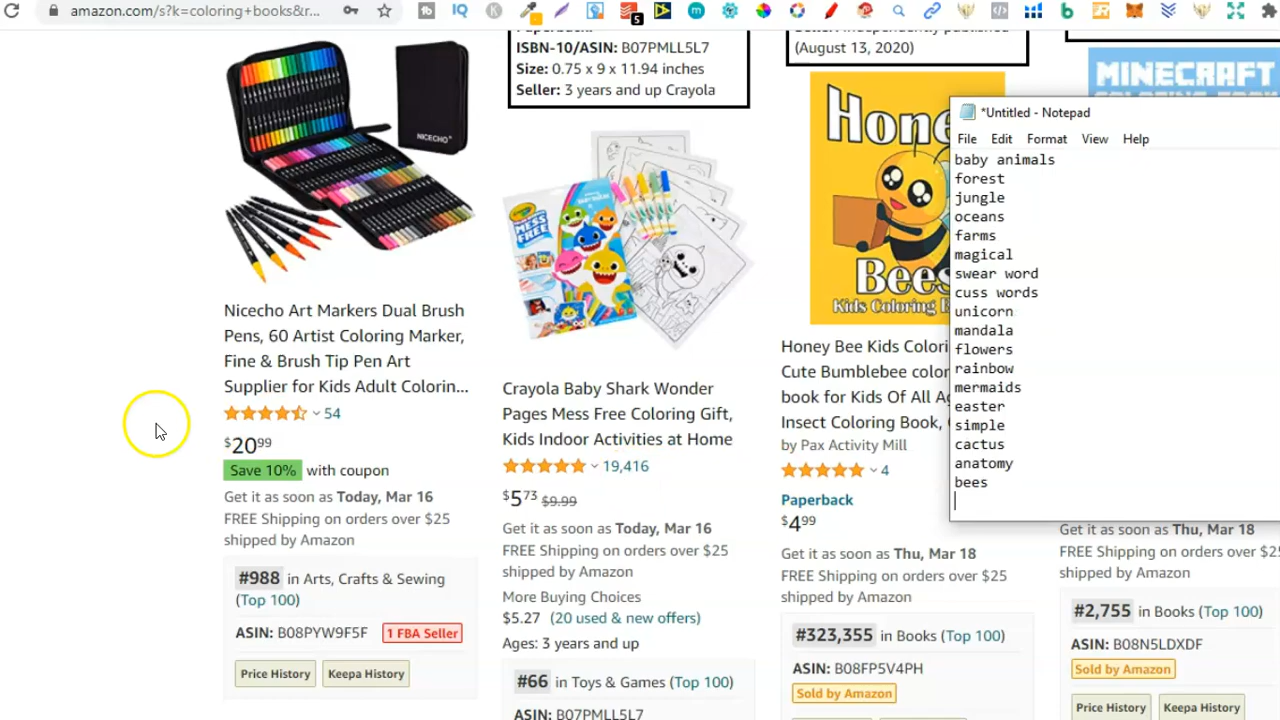 amazon.com/s?k=coloring+books&r...
IQ
K
5
m
b
NICECHO
Nicecho Art Markers Dual Brush
Pens, 60 Artist Coloring Marker,
Fine & Brush Tip Pen Art
Supplier for Kids Adult Colorin...
54
$20 99
Save 10% with coupon
Get it as soon as Today, Mar 16
FREE Shipping on orders over $25
shipped by Amazon
#988 in Arts, Crafts & Sewing
(Top 100)
ASIN: B08PYW9F5F 1 FBA Seller
Price History Keepa History
ISBN-10/ASIN: B07PMLL5L7
Size: 0.75 x 9 x 11.94 inches
Seller: 3 years and up Crayola
Crayola
MESS
FREE
Crayola Baby Shark Wonder
Pages Mess Free Coloring Gift,
Kids Indoor Activities at Home
19,416
$5 73 $9.99
Get it as soon as Today, Mar 16
FREE Shipping on orders over $25
shipped by Amazon
More Buying Choices
$5.27 (20 used & new offers)
Ages: 3 years and up
#66 in Toys & Games (Top 100)
ASIN: B07PMLL5L7
(August 13, 2020)
Hone
Bees
Kids Coloring B
Honey Bee Kids Colori
Cute Bumblebee color
book for Kids Of All A
Insect Coloring Book, 
by Pax Activity Mill
4
Paperback
$4 99
Get it as soon as Thu, Mar 18
FREE Shipping on orders over $25
shipped by Amazon
#323,355 in Books (Top 100)
ASIN: B08FP5V4PH
Sold by Amazon
MINECRAFT
*Untitled - Notepad
File Edit Format View Help
baby animals
forest
jungle
oceans
farms
magical
swear word
cuss words
unicorn
mandala
flowers
rainbow
mermaids
easter
simple
cactus
anatomy
bees
Get it as soon as Thu, Mar 18
FREE Shipping on orders over $25
shipped by Amazon
#2,755 in Books (Top 100)
ASIN: B08N5LDXDF
Sold by Amazon
Price History Keepa History